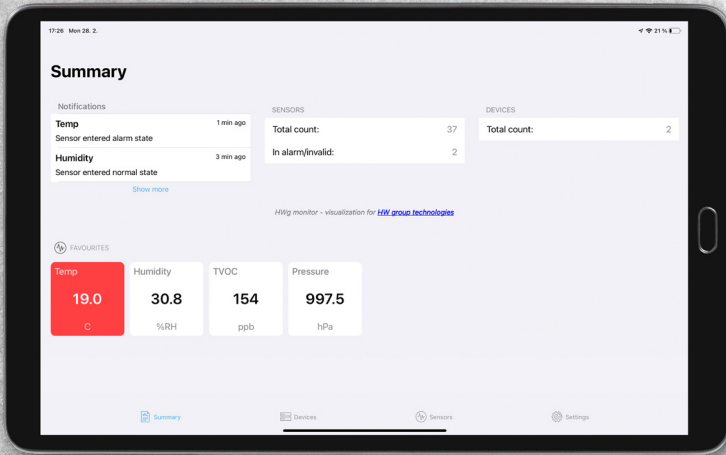 17:26 Mon 28. 2.
21 %
Summary
Notifications
Temp 1 min ago
Sensor entered alarm state
Humidity 3 min ago
Sensor entered normal state
Show more
SENSORS
Total count: 37
In alarm/invalid: 2
DEVICES
Total count: 2
HWg monitor - visualization for HW group technologies
FAVOURITES
Temp
19.0
C
Humidity
30.8
%RH
TVOC
154
ppb
Pressure
997.5
hPa
Summary Devices Sensors Settings